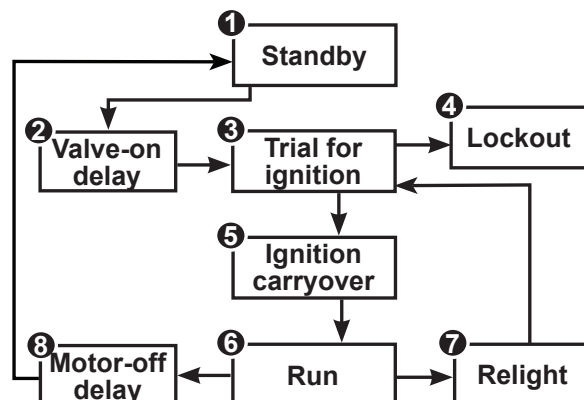 1
Standby
2
Valve-on
delay
3
Trial for
ignition
4
Lockout
5
Ignition
carryover
6
Run
7
Relight
8
Motor-off
delay